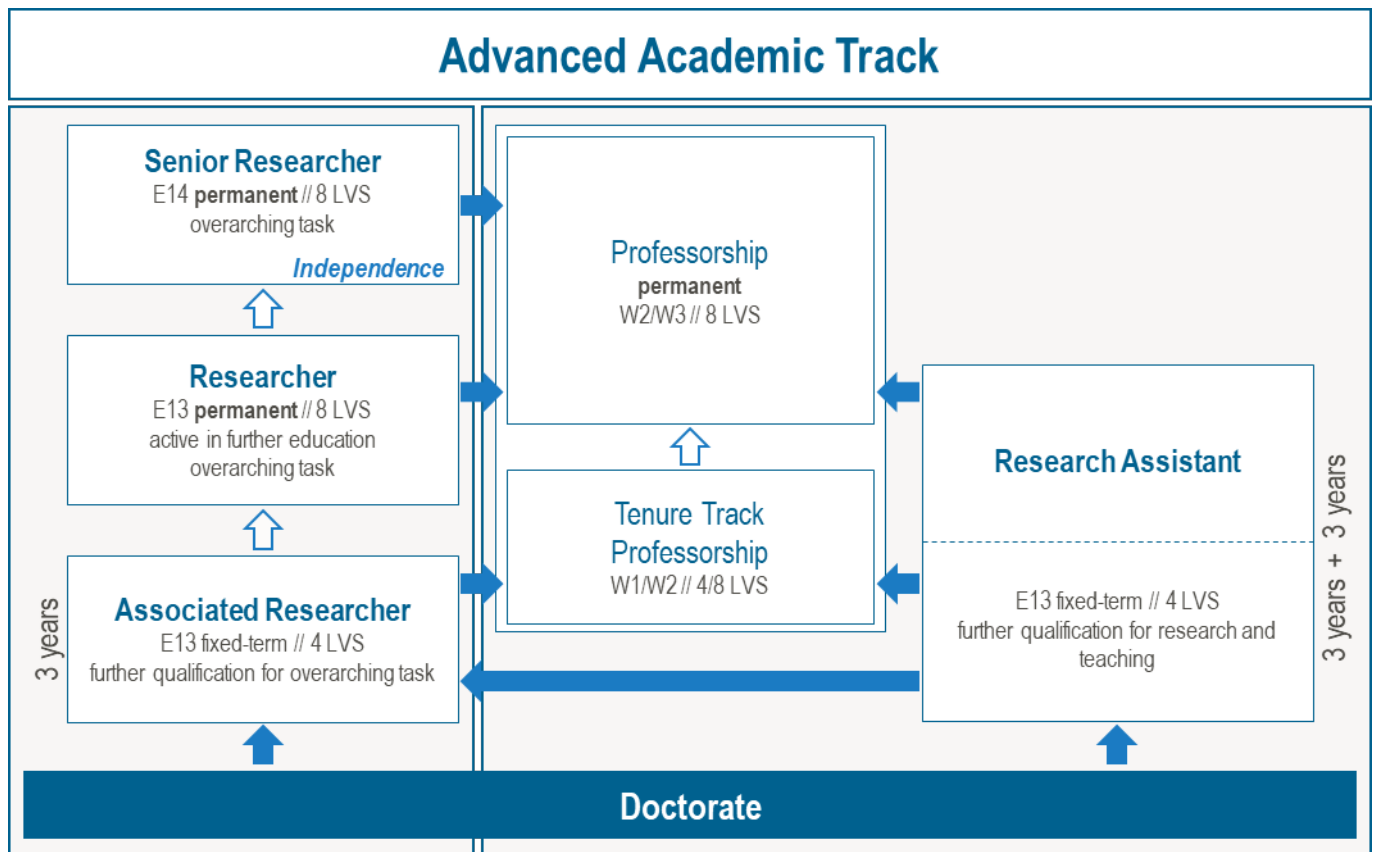 Advanced Academic Track
Senior Researcher
E14 permanent // 8 LVS
overarching task
Independence
Researcher
E13 permanent // 8 LVS
active in further education
overarching task
3 years
Associated Researcher
E13 fixed-term // 4 LVS
further qualification for overarching task
Professorship
permanent
W2/W3 // 8 LVS
Tenure Track
Professorship
W1/W2 // 4/8 LVS
Research Assistant
E13 fixed-term // 4 LVS
further qualification for research and
teaching
3 years + 3 years
Doctorate